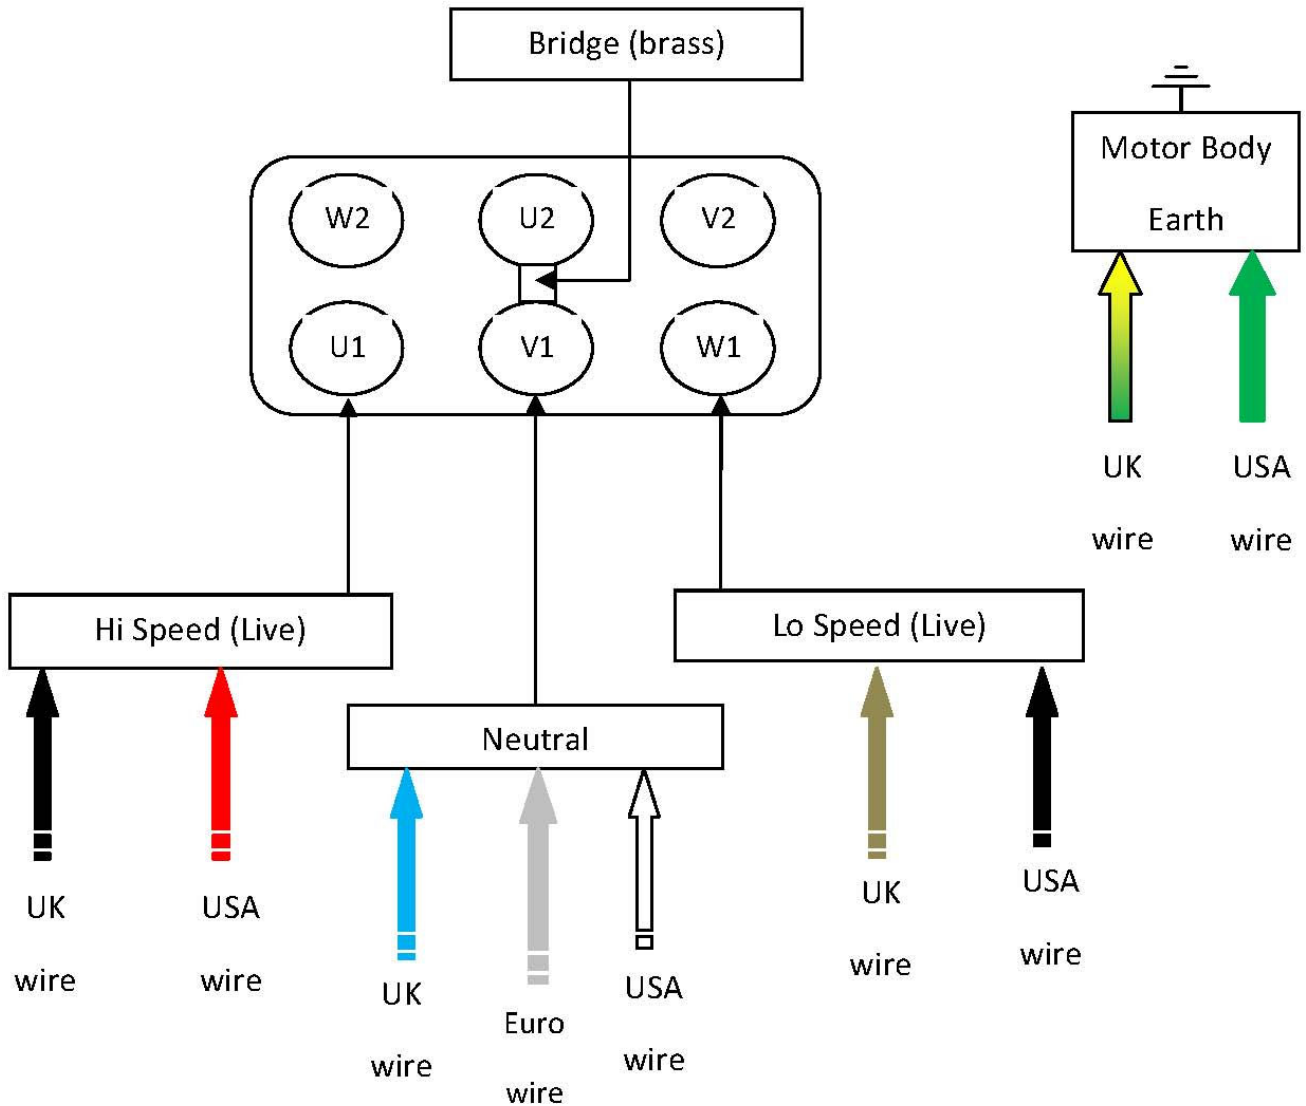 Bridge (brass)
Motor Body
Earth
W2
U2
V2
U1
V1
W1
UK
wire
USA
wire
Hi Speed (Live)
Lo Speed (Live)
Neutral
UK
wire
USA
wire
UK
wire
Euro
wire
USA
wire
UK
wire
USA
wire